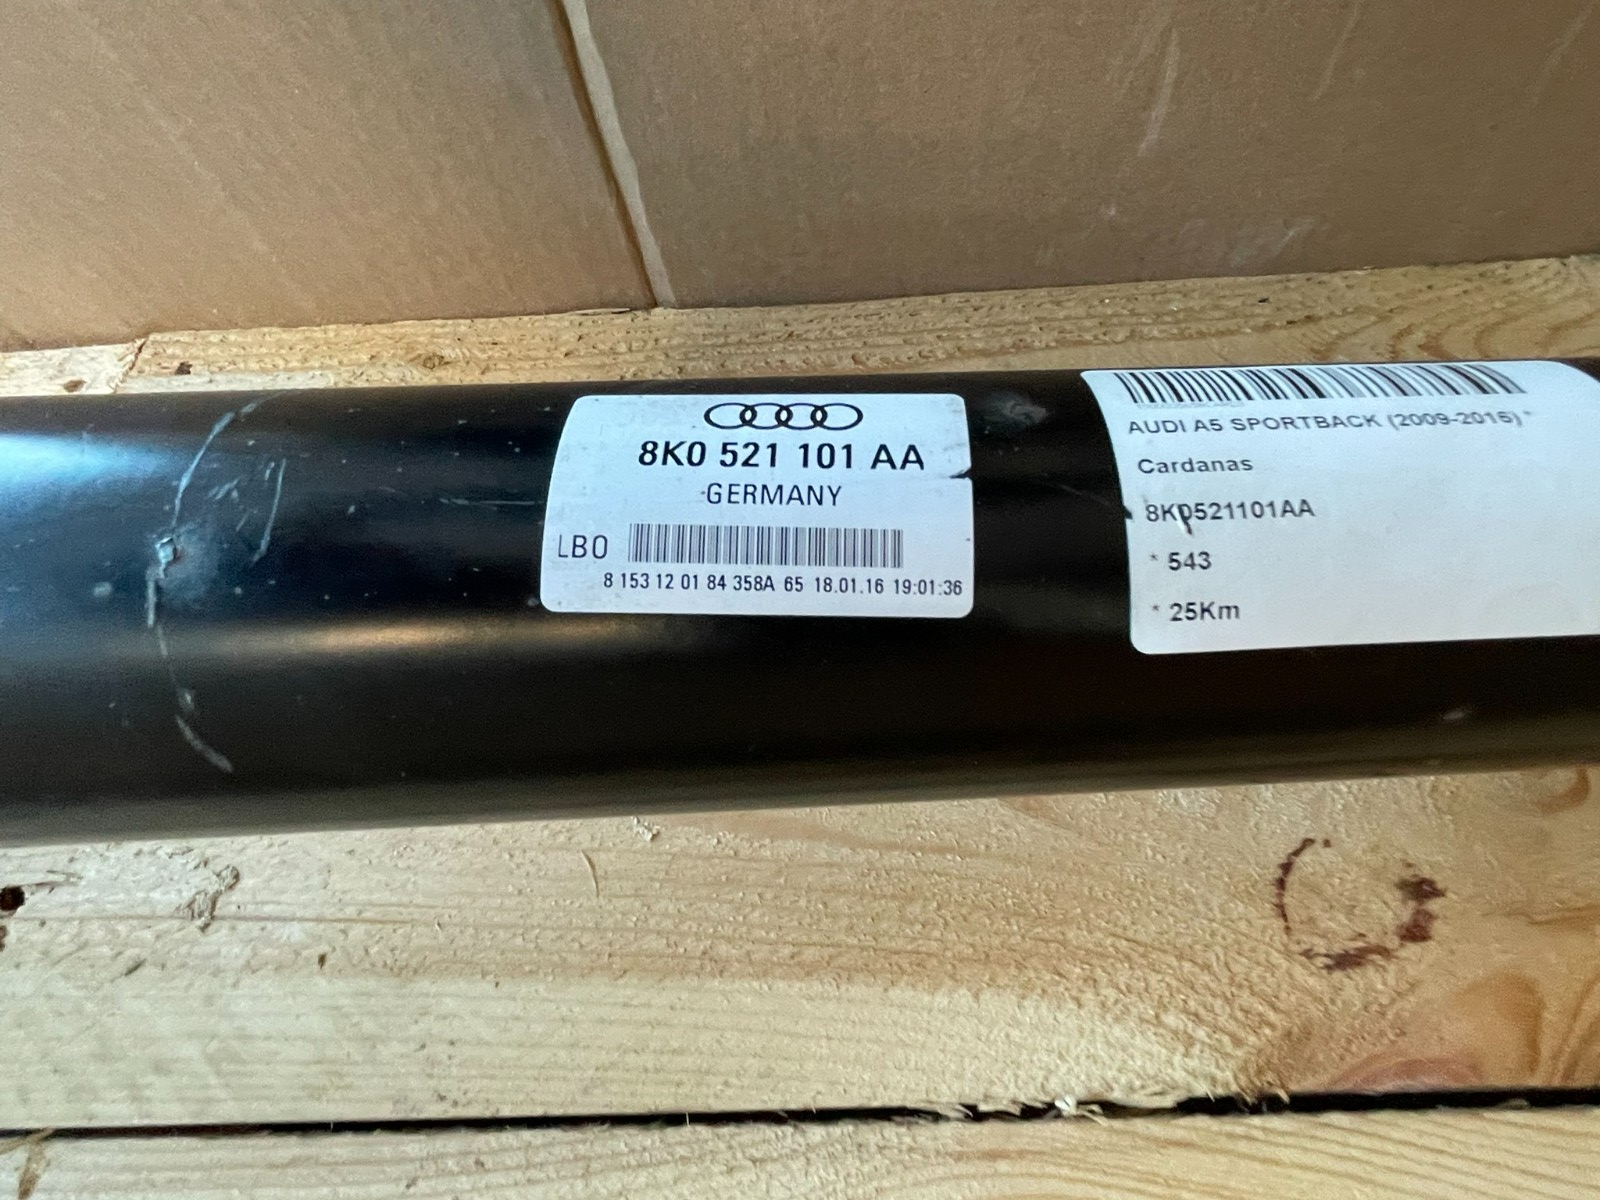 8K0 521 101 AA
GERMANY
LBO
8 153 12 01 84 358A 65 18.01.16 19:01:36
AUDI A5 SPORTBACK (2009-2016)*
Cardanas
8K0521101AA
* 543
* 25Km